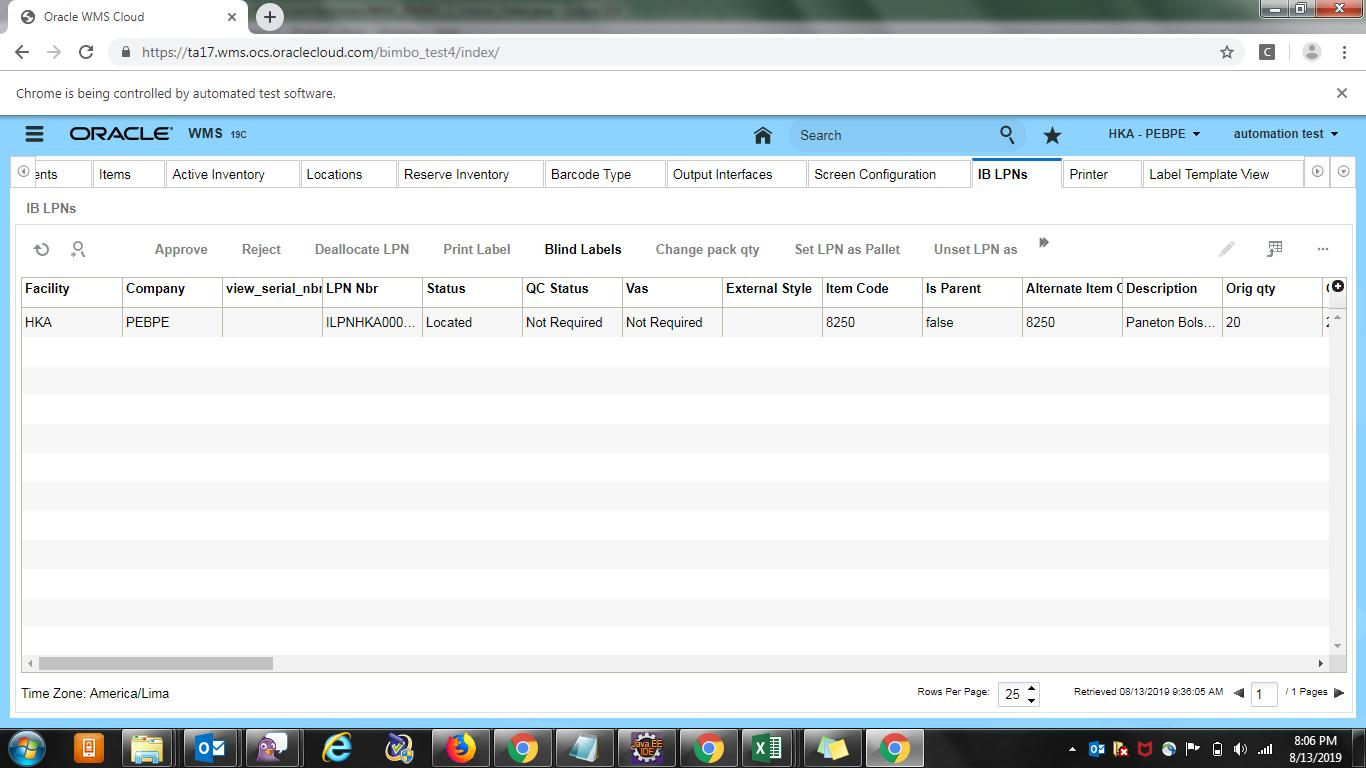 Oracle WMS Cloud
https://ta17.wms.ocs.oraclecloud.com/bimbo_test4/index/
C
Chrome is being controlled by automated test software.
ORACLE WMS 19C Search HKA - PEBPE automation test
ents Items Active Inventory Locations Reserve Inventory Barcode Type Output Interfaces Screen Configuration IB LPNs Printer Label Template View
IB LPNs
Approve Reject Deallocate LPN Print Label Blind Labels Change pack qty Set LPN as Pallet Unset LPN as
Facility Company view_serial_nbr LPN Nbr Status QC Status Vas External Style Item Code Is Parent Alternate Item Description Orig qty
HKA PEBPE ILPNHKA000... Located Not Required Not Required 8250 false 8250 Paneton Bols... 20
Time Zone: America/Lima Rows Per Page: 25 Retrieved 08/13/2019 9:36:05 AM 1 / 1 Pages
Java EE IDE
8:06 PM
8/13/2019